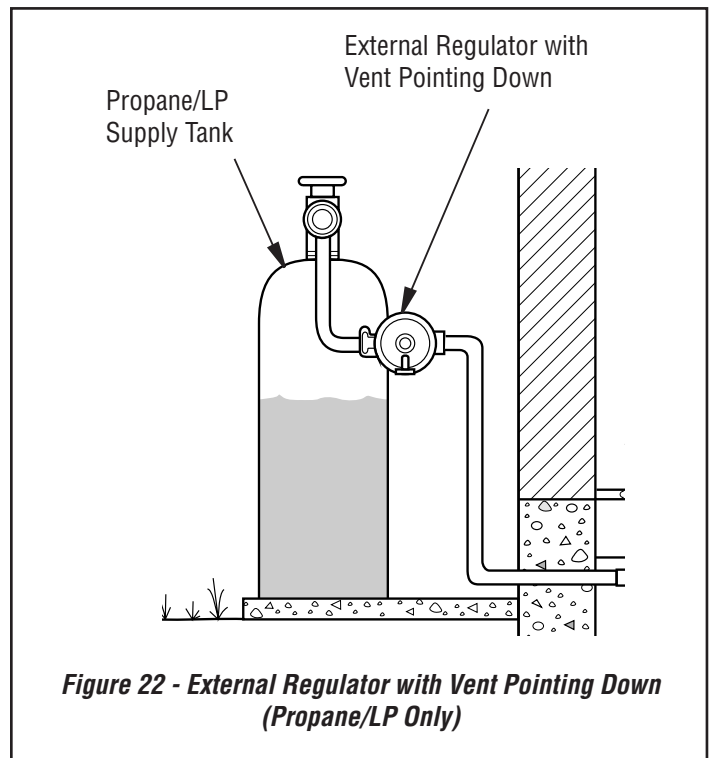 External Regulator with
Vent Pointing Down
Propane/LP
Supply Tank
Figure 22 - External Regulator with Vent Pointing Down
(Propane/LP Only)